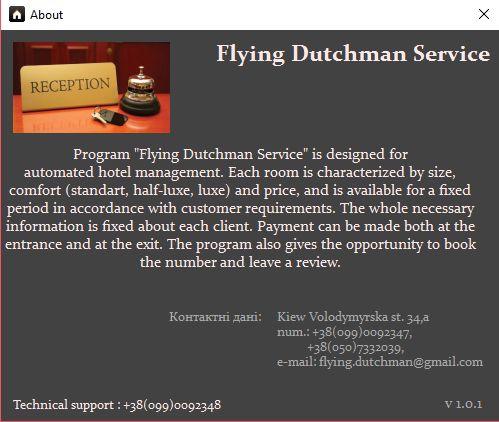 About
Flying Dutchman Service
RECEPTION
Program "Flying Dutchman Service" is designed for
automated hotel management. Each room is characterized by size,
comfort (standart, half-luxe, luxe) and price, and is available for a fixed
period in accordance with customer requirements. The whole necessary
information is fixed about each client. Payment can be made both at the
entrance and at the exit. The program also gives the opportunity to book
the number and leave a review.
Контактні дані:
Kiew Volodymyrska st. 34,a
num.: +38(099)0092347,
+38(050)7332039,
e-mail: flying.dutchman@gmail.com
Technical support : +38(099)0092348
v 1.0.1